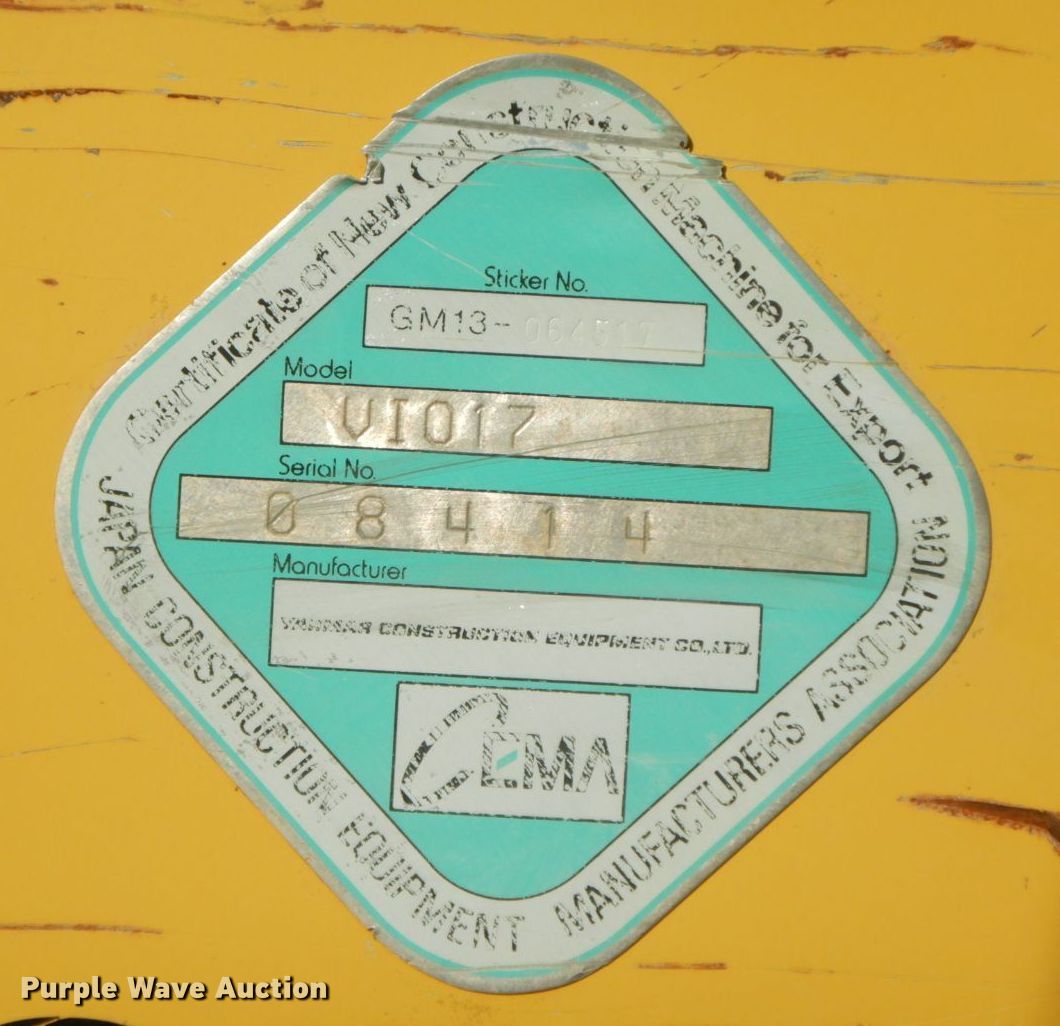 Certificate of New Construction Machine for Export
Sticker No.
GM13-064517
Model
VIO17
Serial No.
08414
Manufacturer
YANMAR CONSTRUCTION EQUIPMENT CO.,LTD.
CEMA
JAPAN CONSTRUCTION EQUIPMENT MANUFACTURERS ASSOCIATION
Purple Wave Auction